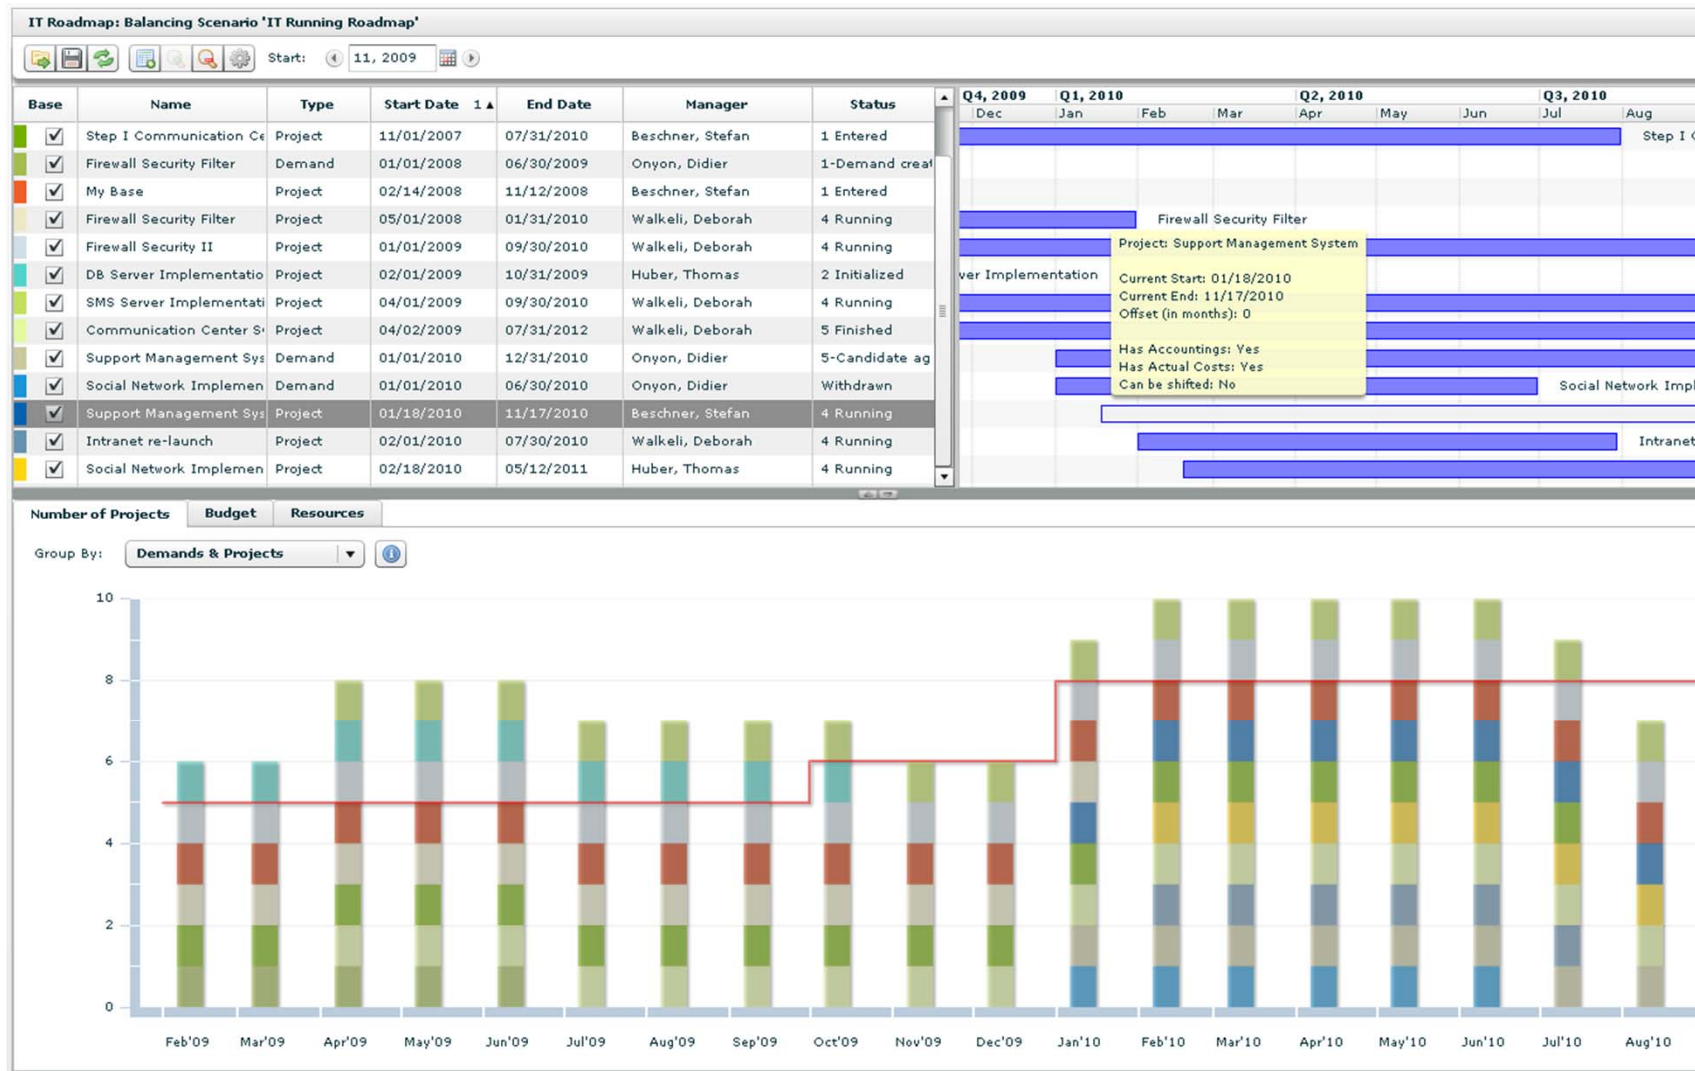 IT Roadmap: Balancing Scenario 'IT Running Roadmap'
Start: 11, 2009
Base Name Type Start Date 1 End Date Manager Status
Step I Communication Ce Project 11/01/2007 07/31/2010 Beschner, Stefan 1 Entered
Firewall Security Filter Demand 01/01/2008 06/30/2009 Onyon, Didier 1-Demand creat
My Base Project 02/14/2008 11/12/2008 Beschner, Stefan 1 Entered
Firewall Security Filter Project 05/01/2008 01/31/2010 Walkeli, Deborah 4 Running
Firewall Security II Project 01/01/2009 09/30/2010 Walkeli, Deborah 4 Running
DB Server Implementatio Project 02/01/2009 10/31/2009 Huber, Thomas 2 Initialized
SMS Server Implementati Project 04/01/2009 09/30/2010 Walkeli, Deborah 4 Running
Communication Center S Project 04/02/2009 07/31/2012 Walkeli, Deborah 5 Finished
Support Management Sys Demand 01/01/2010 12/31/2010 Onyon, Didier 5-Candidate ag
Social Network Implemen Demand 01/01/2010 06/30/2010 Onyon, Didier Withdrawn
Support Management Sys Project 01/18/2010 11/17/2010 Beschner, Stefan 4 Running
Intranet re-launch Project 02/01/2010 07/30/2010 Walkeli, Deborah 4 Running
Social Network Implemen Project 02/18/2010 05/12/2011 Huber, Thomas 4 Running
Q4, 2009 Q1, 2010 Q2, 2010 Q3, 2010
Dec Jan Feb Mar Apr May Jun Jul Aug
Step I C
Firewall Security Filter
ver Implementation
Project: Support Management System
Current Start: 01/18/2010
Current End: 11/17/2010
Offset (in months): 0
Has Accountings: Yes
Has Actual Costs: Yes
Can be shifted: No
Social Network Impl
Intranet
Number of Projects Budget Resources
Group By: Demands & Projects
10
8
6
4
2
0
Feb'09 Mar'09 Apr'09 May'09 Jun'09 Jul'09 Aug'09 Sep'09 Oct'09 Nov'09 Dec'09 Jan'10 Feb'10 Mar'10 Apr'10 May'10 Jun'10 Jul'10 Aug'10